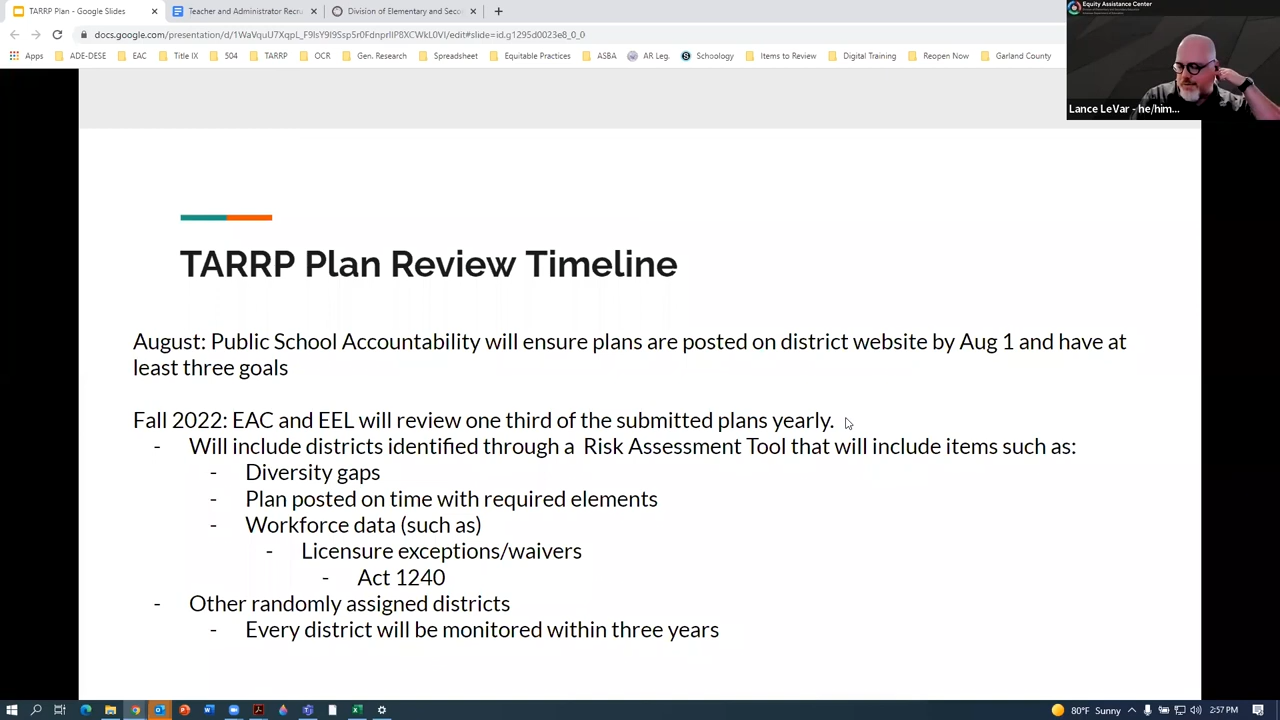 TARRP Plan - Google Slides
Teacher and Administrator Recru
Division of Elementary and Seco
docs.google.com/presentation/d/
Apps ADE-DESE EAC Title IX 504 TARRP OCR Gen. Research Spreadsheet Equitable Practices ASBA AR Leg. Schoology Items to Review Digital Training Reopen Now Garland County
Equity Assistance Center
Lance LeVar - he/him...
TARRP Plan Review Timeline
August: Public School Accountability will ensure plans are posted on district website by Aug 1 and have at
least three goals
Fall 2022: EAC and EEL will review one third of the submitted plans yearly.
- Will include districts identified through a Risk Assessment Tool that will include items such as:
- Diversity gaps
- Plan posted on time with required elements
- Workforce data (such as)
- Licensure exceptions/waivers
- Act 1240
- Other randomly assigned districts
- Every district will be monitored within three years
80°F Sunny
2:57 PM